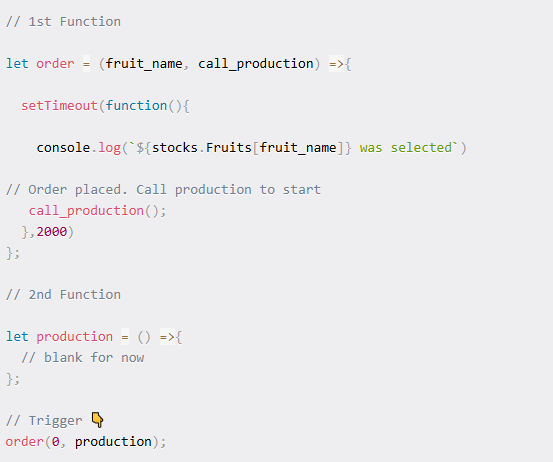 // 1st Function
let order = (fruit_name, call_production) =>{
setTimeout(function(){
console.log(`${stocks.Fruits[fruit_name]} was selected`)
// Order placed. Call production to start
call_production();
},2000)
};
// 2nd Function
let production = () =>{
// blank for now
};
// Trigger 👇
order(0, production);